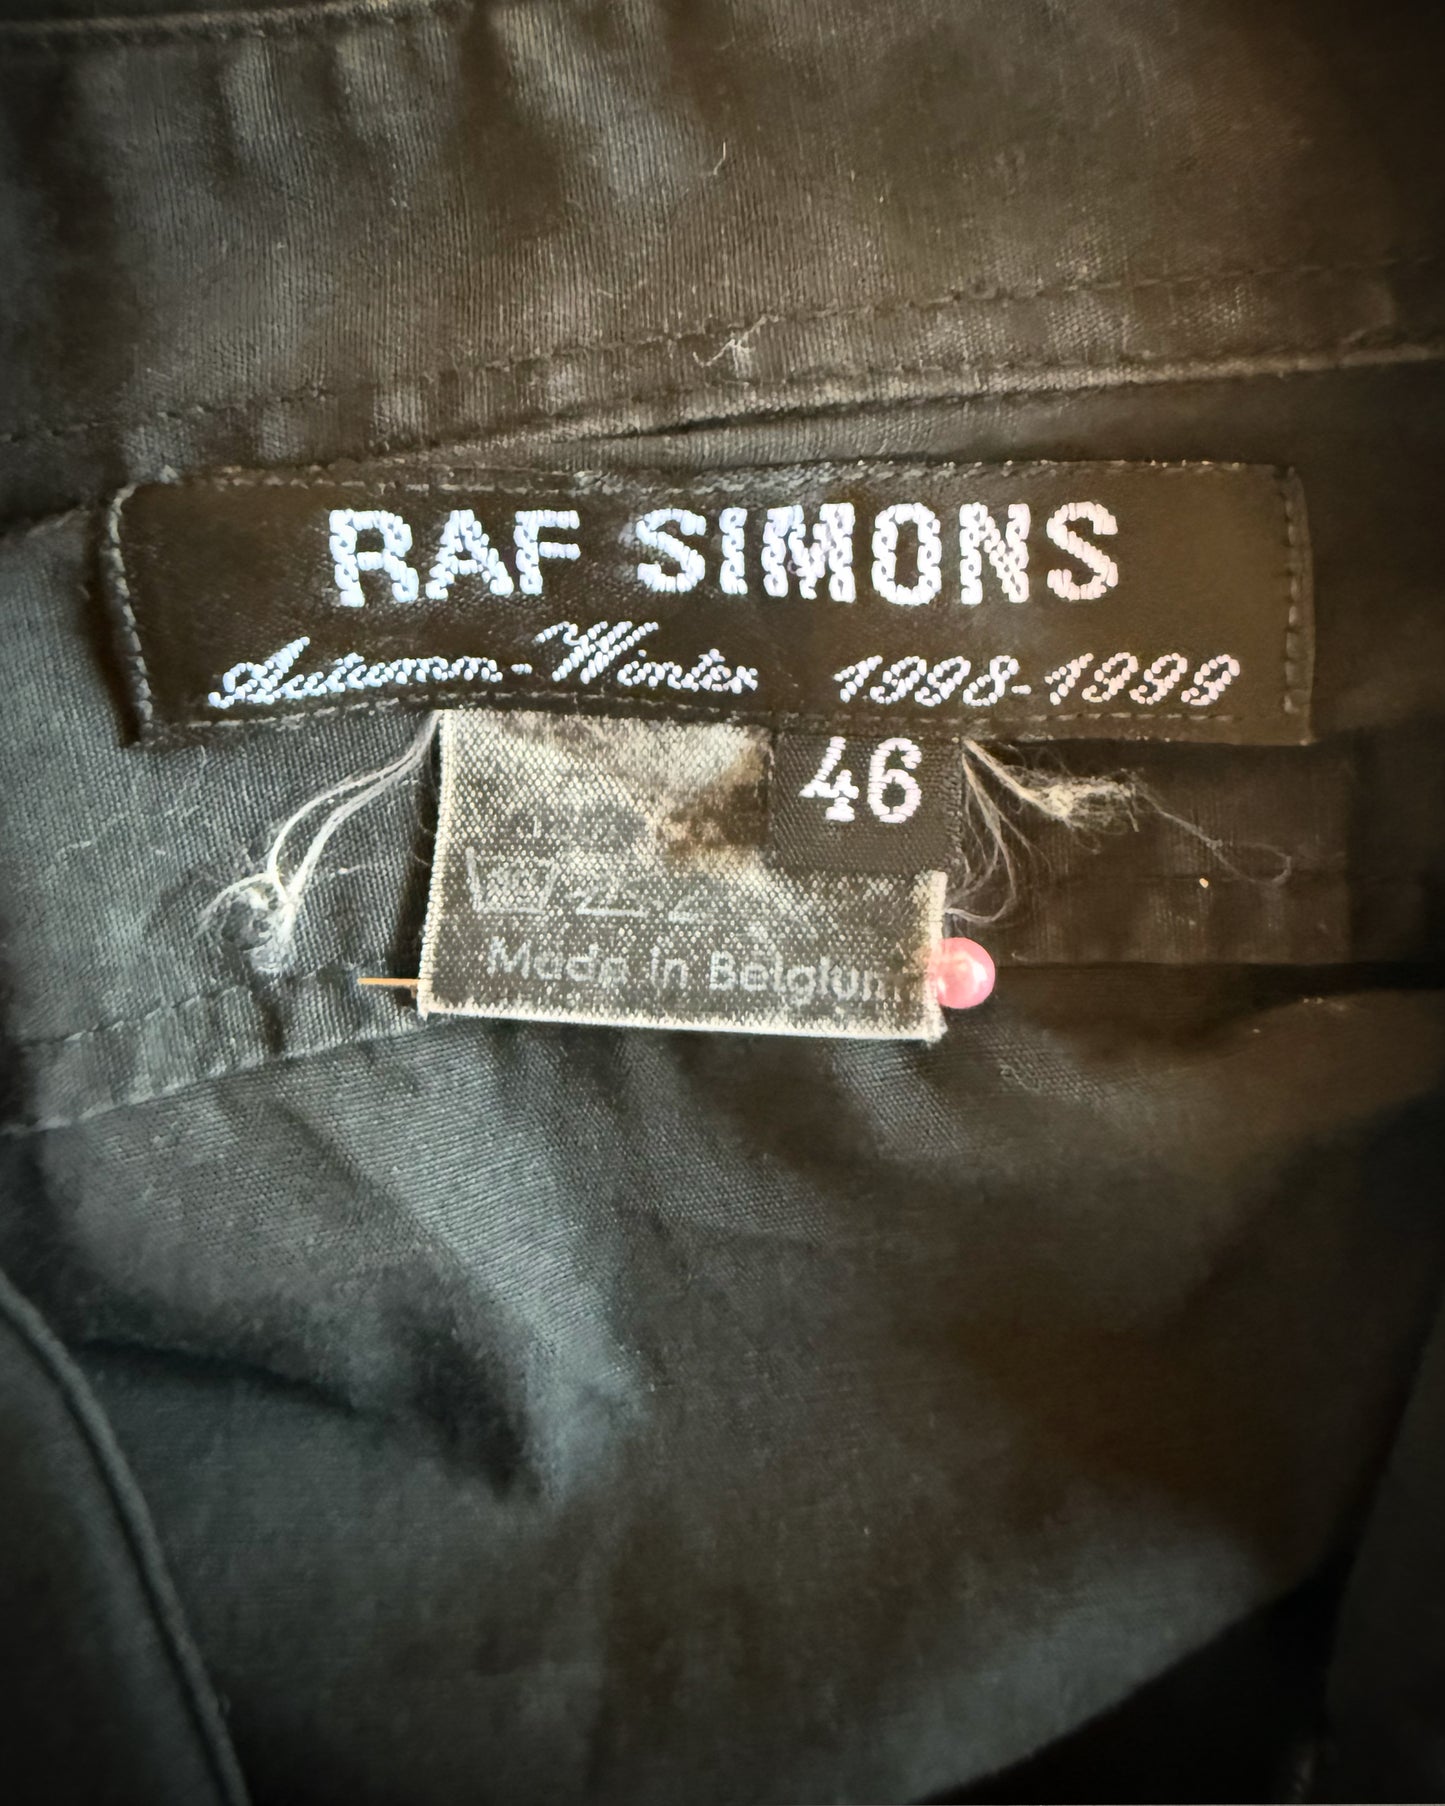 RAF SIMONS
Autumn-Winter 1998-1999
46
Made in Belgium